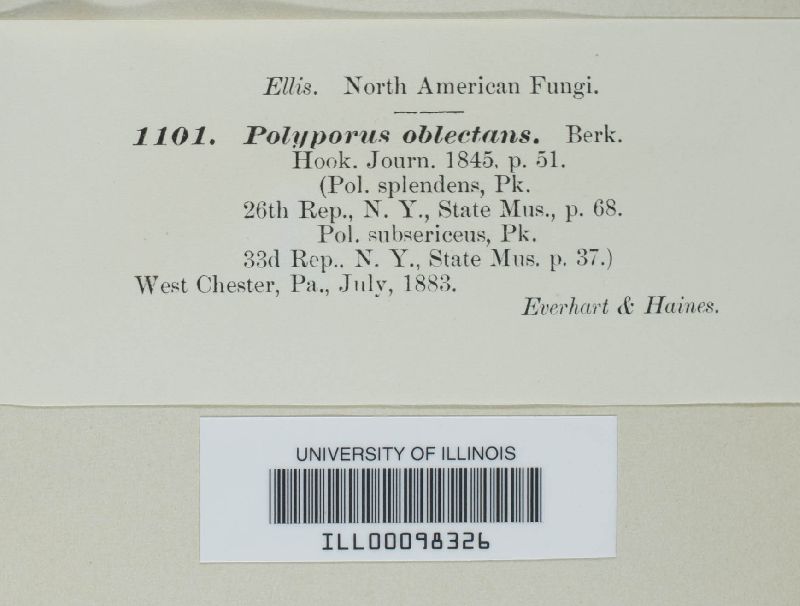 Ellis. North American Fungi.
1101. Polyporus oblectans. Berk.
Hook. Journ. 1845, p. 51.
(Pol. splendens, Pk.
26th Rep., N. Y., State Mus., p. 68.
Pol. subsericeus, Pk.
33d Rep.. N. Y., State Mus. p. 37.)
West Chester, Pa., July, 1883.
Everhart & Haines.
UNIVERSITY OF ILLINOIS
ILL00098326